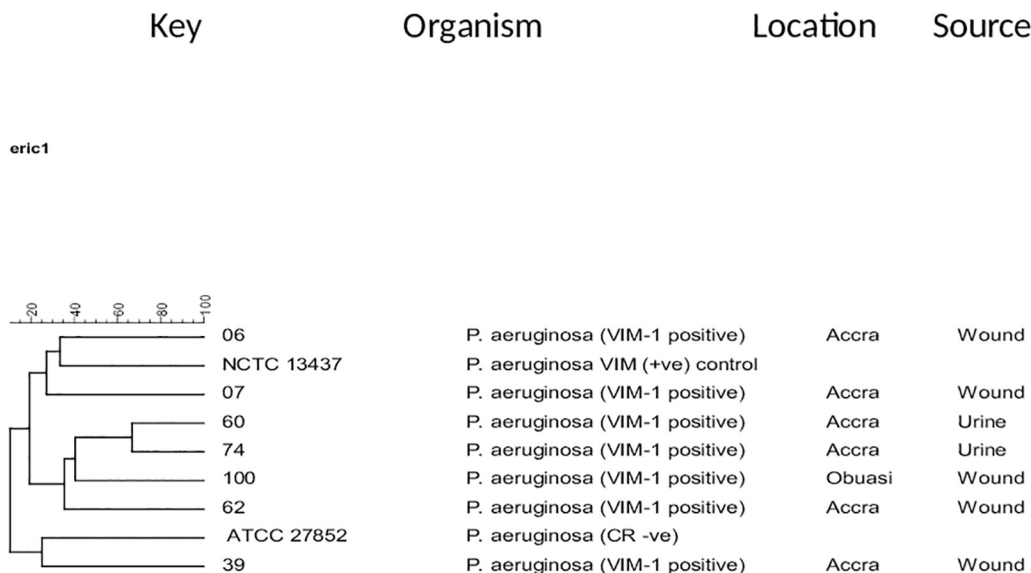 Key Organism Location Source
eric1
20 40 60 80 100
06 P. aeruginosa (VIM-1 positive) Accra Wound
NCTC 13437 P. aeruginosa VIM (+ve) control
07 P. aeruginosa (VIM-1 positive) Accra Wound
60 P. aeruginosa (VIM-1 positive) Accra Urine
74 P. aeruginosa (VIM-1 positive) Accra Urine
100 P. aeruginosa (VIM-1 positive) Obuasi Wound
62 P. aeruginosa (VIM-1 positive) Accra Wound
ATCC 27852 P. aeruginosa (CR -ve)
39 P. aeruginosa (VIM-1 positive) Accra Wound